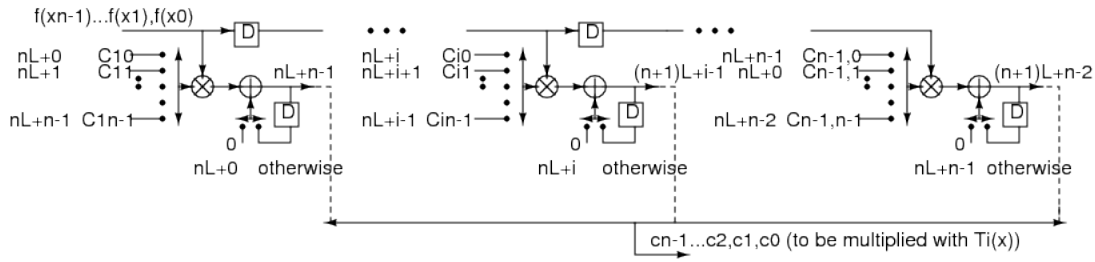 f(xn-1)...f(x1),f(x0)
D D
nL+0 C10 nL+i Ci0 nL+n-1 Cn-1,0
nL+1 C11 nL+n-1 nL+i+1 Ci1 (n+1)L+i-1 nL+0 Cn-1,1 (n+1)L+n-2
D D D
nL+n-1 C1n-1 nL+i-1 Cin-1 nL+n-2 Cn-1,n-1
0 0 0
nL+0 otherwise nL+i otherwise nL+n-1 otherwise
cn-1...c2,c1,c0 (to be multiplied with Ti(x))